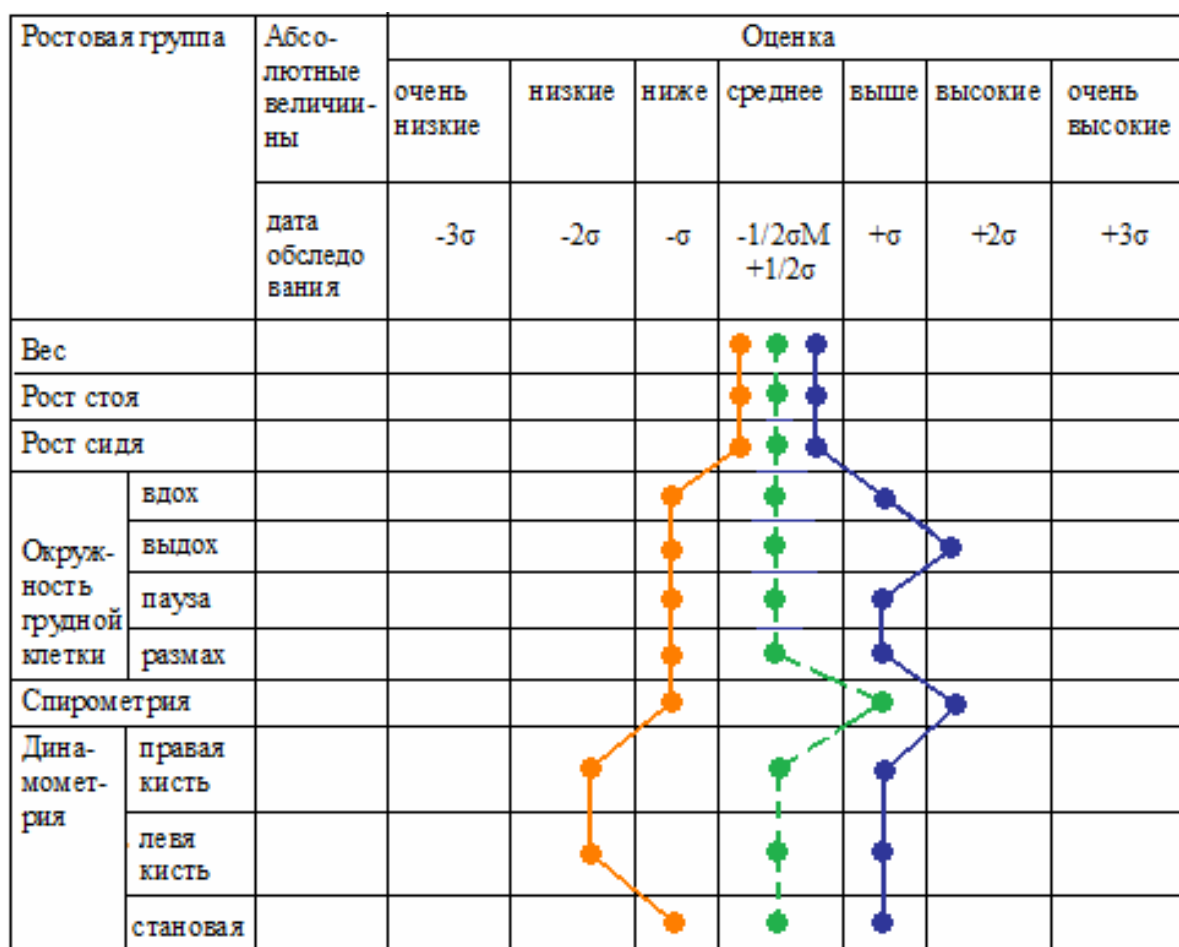 Ростовая группа
Абсо-
лютные
величии-
ны
Оценка
очень
низкие
низкие
ниже
среднее
выше
высокие
очень
высокие
дата
обследо
вания
-3σ
-2σ
-σ
-1/2σМ
+1/2σ
+σ
+2σ
+3σ
Вес
Рост стоя
Рост сидя
Окруж-
ность
грудной
клетки
вдох
выдох
пауза
размах
Спирометрия
Дина-
момет-
рия
правая
кисть
левя
кисть
становая